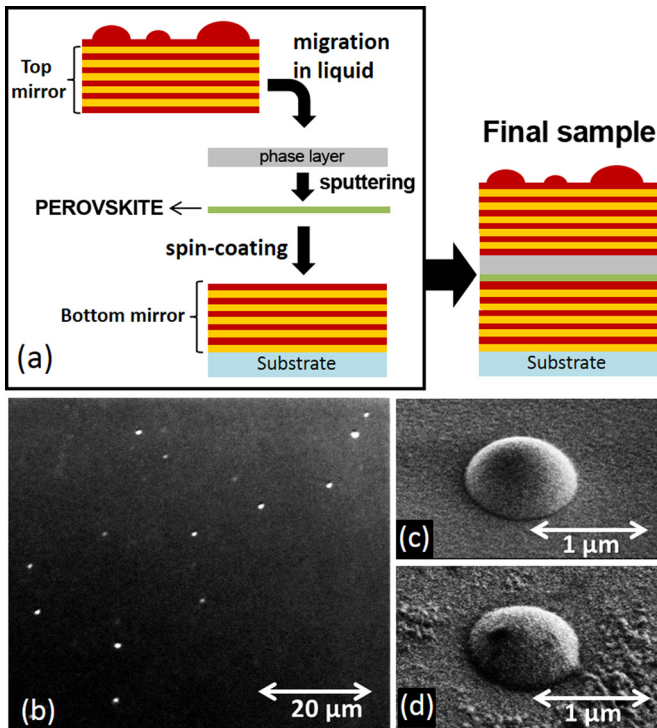 migration
in liquid
Top
mirror
phase layer
sputtering
PEROVSKITE
spin-coating
Bottom mirror
Substrate
(a)
Final sample
Substrate
(b)
20 μm
(c)
1 μm
(d)
1 μm